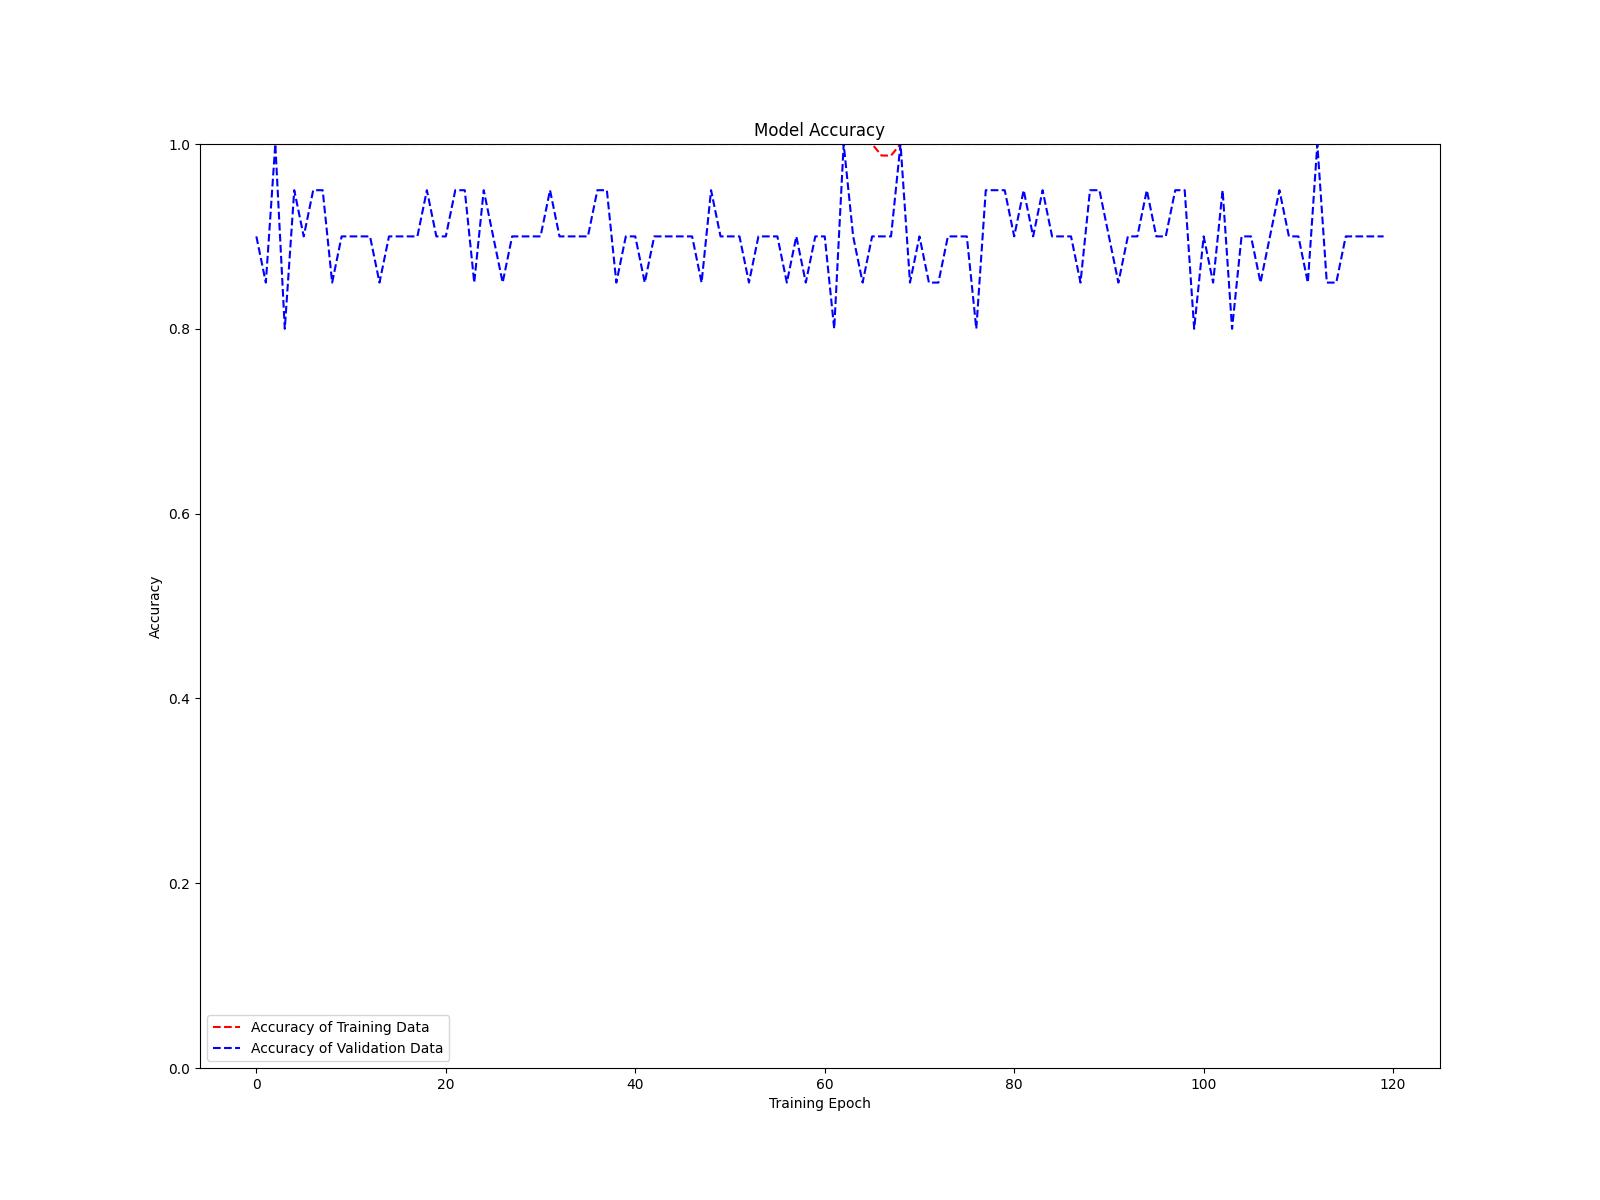 Model Accuracy
1.0
0.8
0.6
0.4
0.2
0.0
Accuracy
Accuracy of Training Data
Accuracy of Validation Data
0 20 40 60 80 100 120
Training Epoch